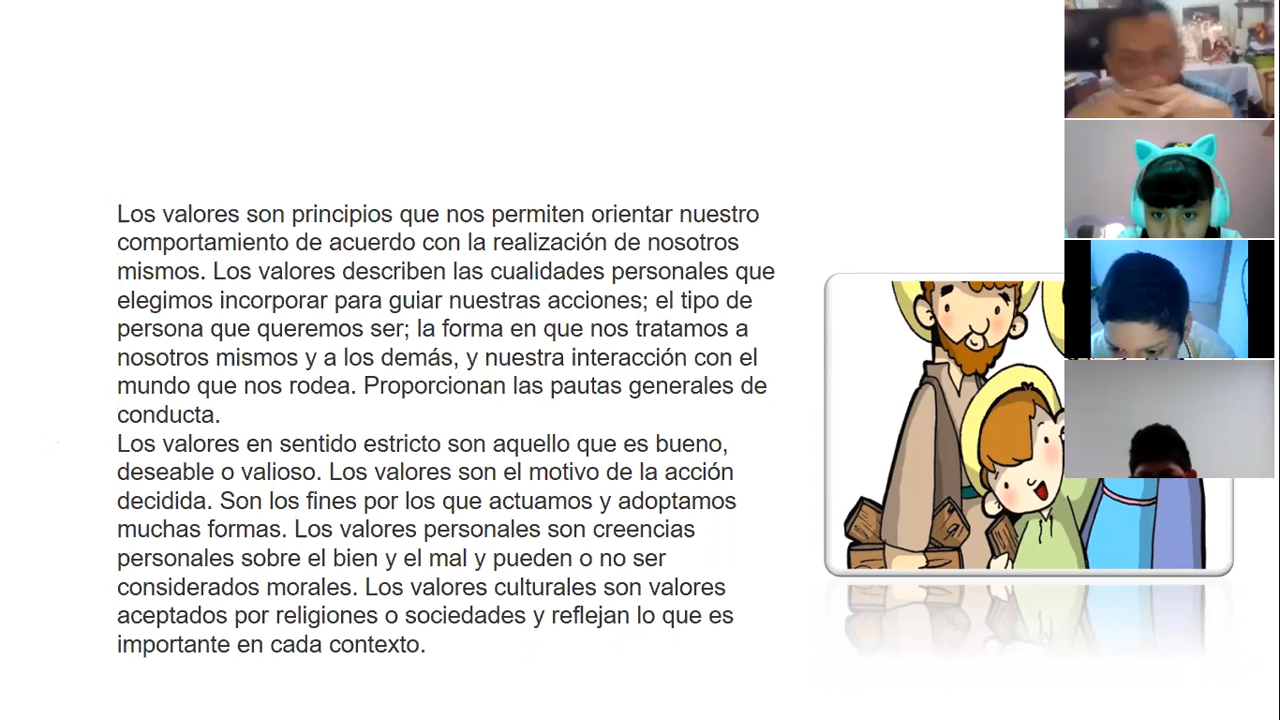 Los valores son principios que nos permiten orientar nuestro
comportamiento de acuerdo con la realización de nosotros
mismos. Los valores describen las cualidades personales que
elegimos incorporar para guiar nuestras acciones; el tipo de
persona que queremos ser; la forma en que nos tratamos a
nosotros mismos y a los demás, y nuestra interacción con el
mundo que nos rodea. Proporcionan las pautas generales de
conducta.
Los valores en sentido estricto son aquello que es bueno,
deseable o valioso. Los valores son el motivo de la acción
decidida. Son los fines por los que actuamos y adoptamos
muchas formas. Los valores personales son creencias
personales sobre el bien y el mal y pueden o no ser
considerados morales. Los valores culturales son valores
aceptados por religiones o sociedades y reflejan lo que es
importante en cada contexto.